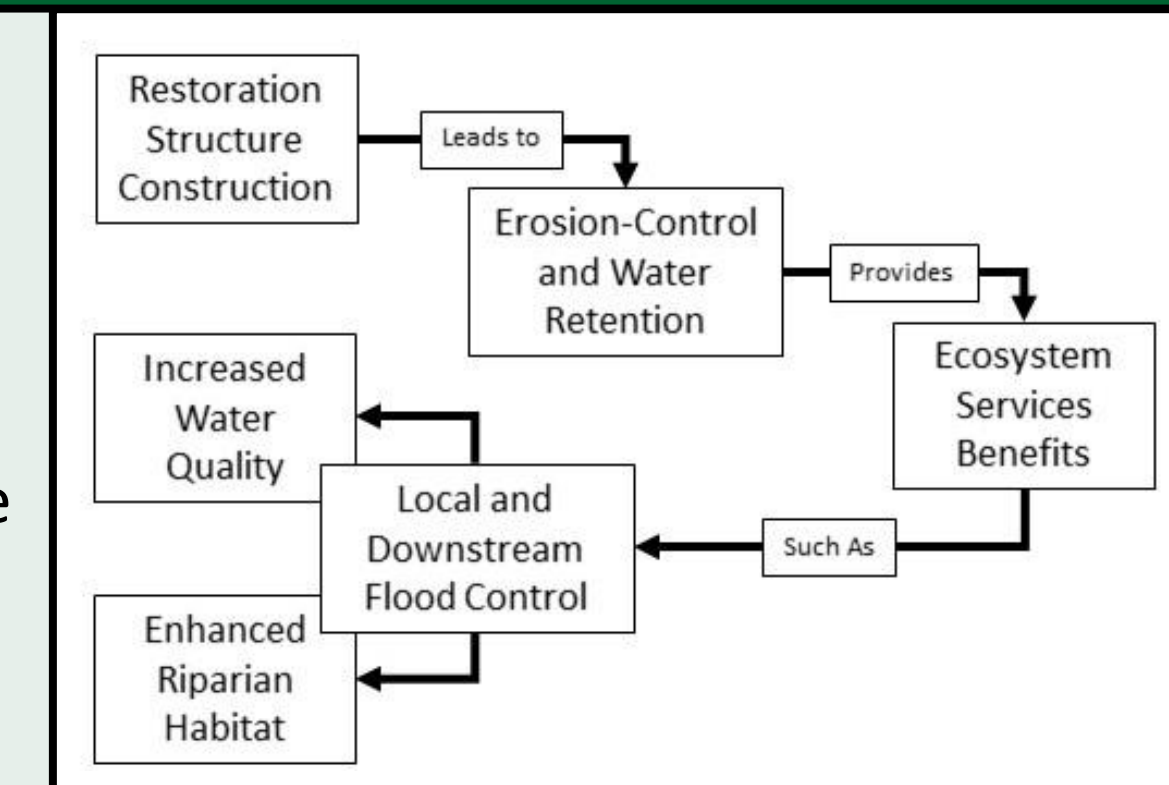 Restoration
Structure
Construction
Leads to
Erosion-Control
and Water
Retention
Provides
Ecosystem
Services
Benefits
Such As
Local and
Downstream
Flood Control
Increased
Water
Quality
Enhanced
Riparian
Habitat
e